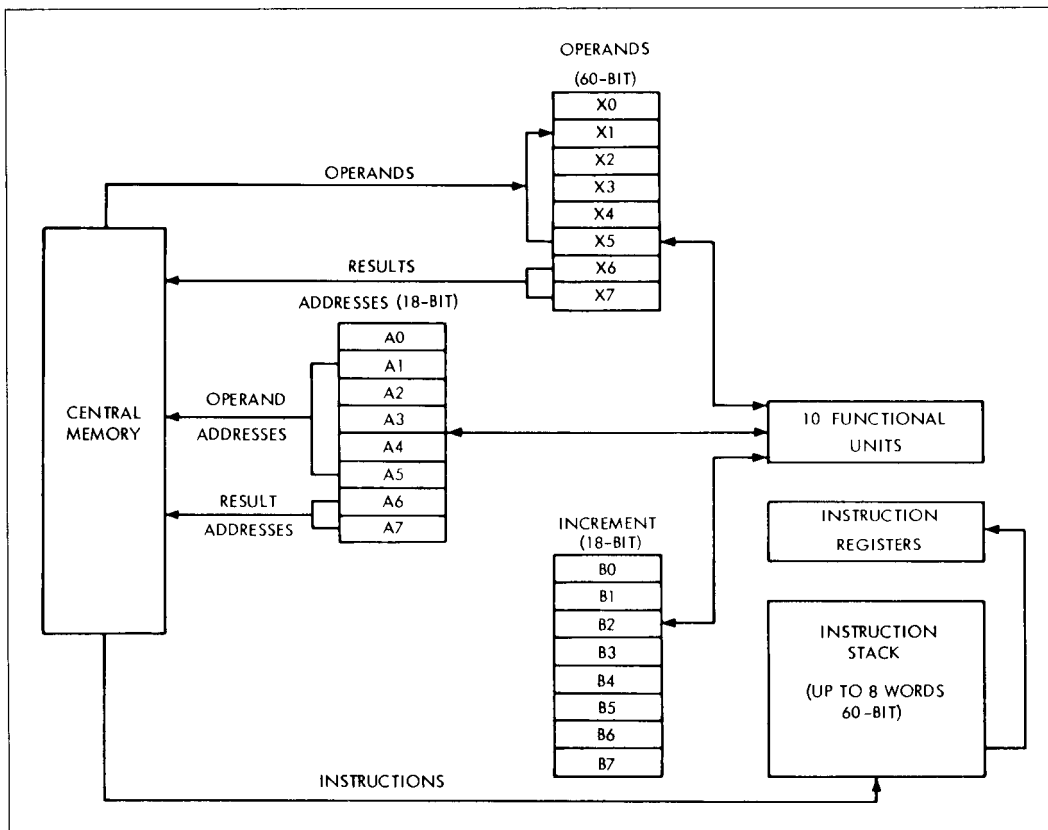 OPERANDS
(60-BIT)
X0
X1
X2
X3
X4
X5
X6
X7
OPERANDS
RESULTS
ADDRESSES (18-BIT)
A0
A1
A2
A3
A4
A5
A6
A7
CENTRAL
MEMORY
OPERAND
ADDRESSES
RESULT
ADDRESSES
10 FUNCTIONAL
UNITS
INCREMENT
(18-BIT)
B0
B1
B2
B3
B4
B5
B6
B7
INSTRUCTION
REGISTERS
INSTRUCTION
STACK
(UP TO 8 WORDS
60-BIT)
INSTRUCTIONS